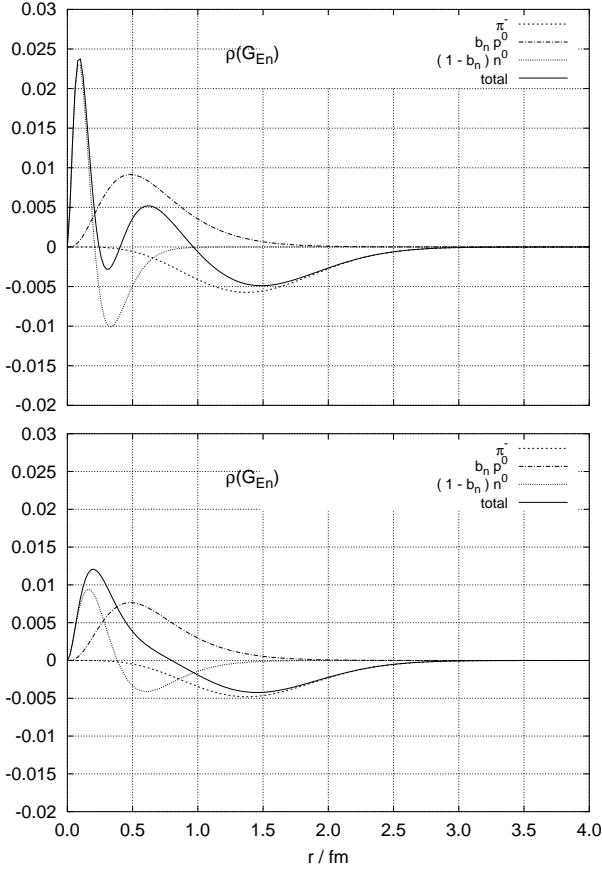 0.03
0.025
0.02
0.015
0.01
0.005
0
-0.005
-0.01
-0.015
-0.02
ρ(G_En)
π⁻
b_n p⁰
( 1 - b_n ) n⁰
total
0.03
0.025
0.02
0.015
0.01
0.005
0
-0.005
-0.01
-0.015
-0.02
ρ(G_En)
π⁻
b_n p⁰
( 1 - b_n ) n⁰
total
0.0 0.5 1.0 1.5 2.0 2.5 3.0 3.5 4.0
r / fm